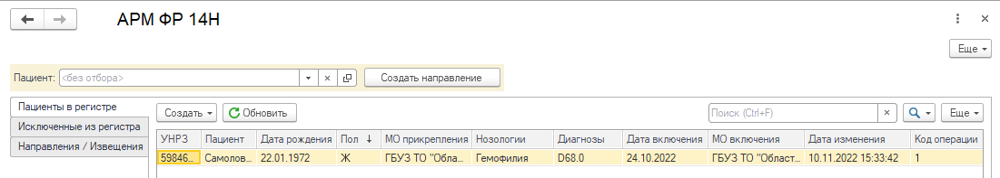 АРМ ФР 14Н
Еще
Пациент: <без отбора> Создать направление
Пациенты в регистре
Исключенные из регистра
Направления / Извещения
Создать Обновить Поиск (Ctrl+F) Еще
УНРЗ Пациент Дата рождения Пол ↓ МО прикрепления Нозологии Диагнозы Дата включения МО включения Дата изменения Код операции
59846... Самолов... 22.01.1972 Ж ГБУЗ ТО "Обла... Гемофилия D68.0 24.10.2022 ГБУЗ ТО "Област... 10.11.2022 15:33:42 1